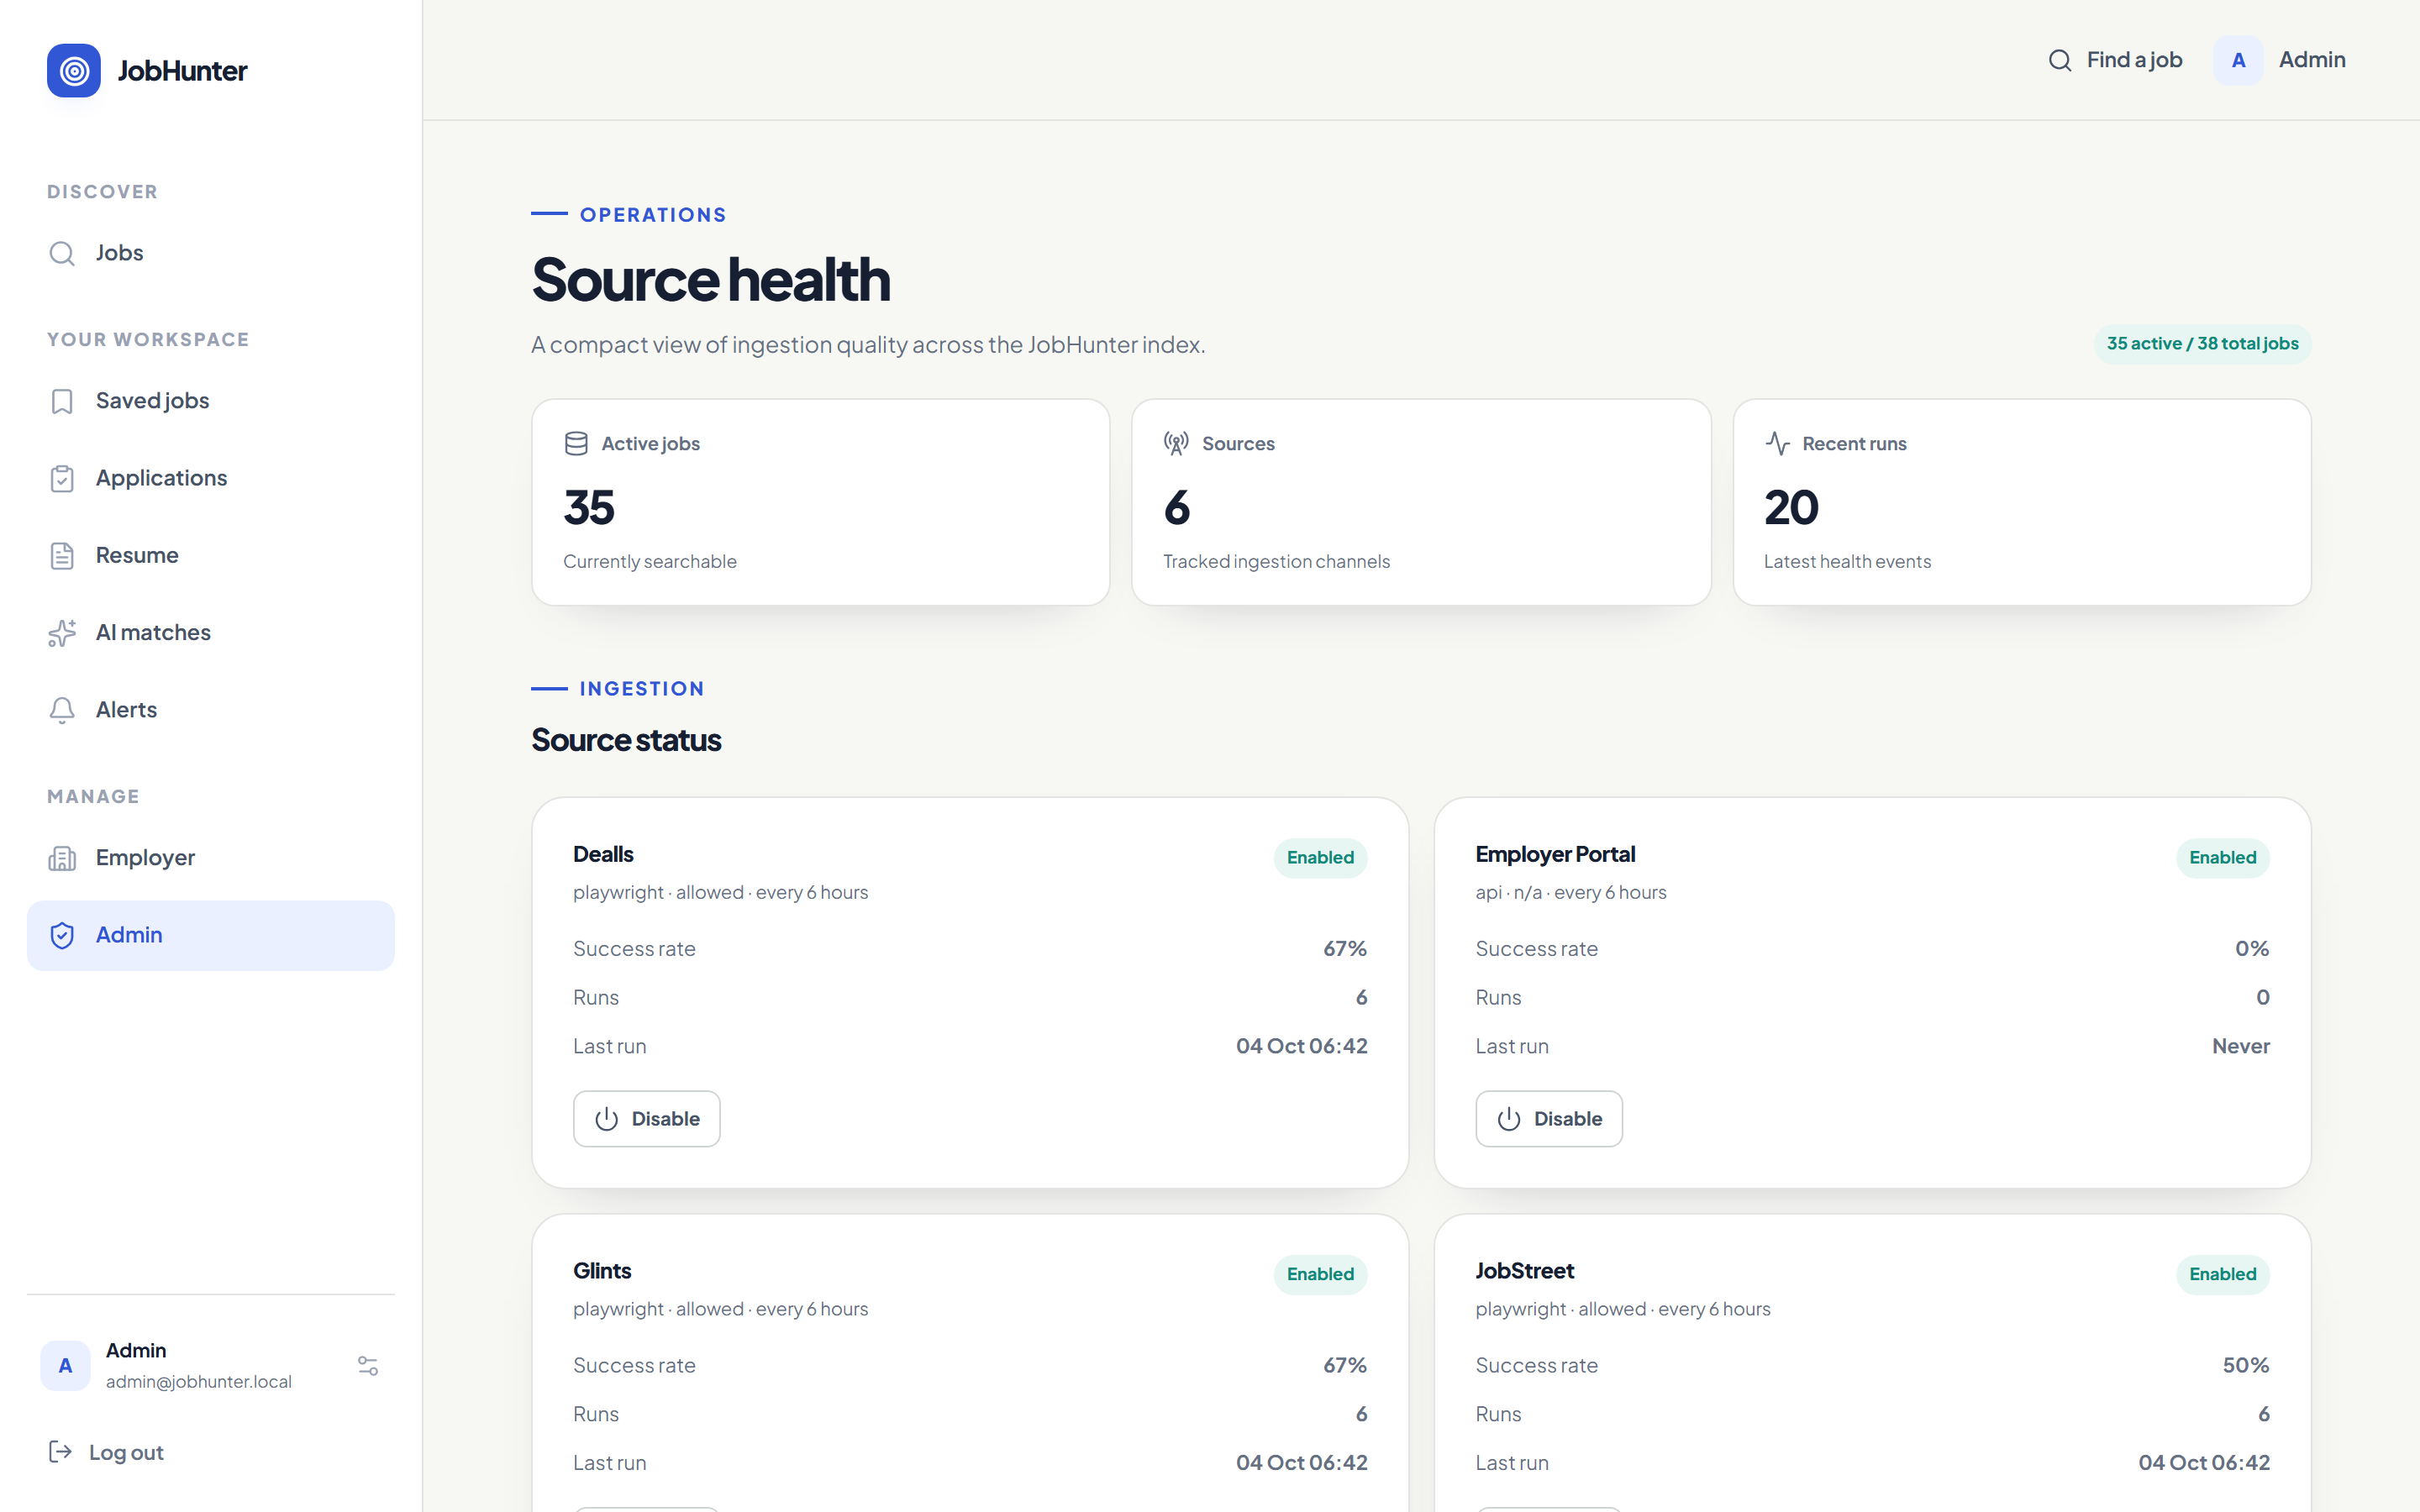 JobHunter
DISCOVER
Jobs
YOUR WORKSPACE
Saved jobs
Applications
Resume
AI matches
Alerts
MANAGE
Employer
Admin
A
Admin
admin@jobhunter.local
Log out
Find a job
A
Admin
OPERATIONS
Source health
A compact view of ingestion quality across the JobHunter index.
35 active / 38 total jobs
Active jobs
35
Currently searchable
Sources
6
Tracked ingestion channels
Recent runs
20
Latest health events
INGESTION
Source status
Dealls
Enabled
playwright · allowed · every 6 hours
Success rate
67%
Runs
6
Last run
04 Oct 06:42
Disable
Employer Portal
Enabled
api · n/a · every 6 hours
Success rate
0%
Runs
0
Last run
Never
Disable
Glints
Enabled
playwright · allowed · every 6 hours
Success rate
67%
Runs
6
Last run
04 Oct 06:42
JobStreet
Enabled
playwright · allowed · every 6 hours
Success rate
50%
Runs
6
Last run
04 Oct 06:42